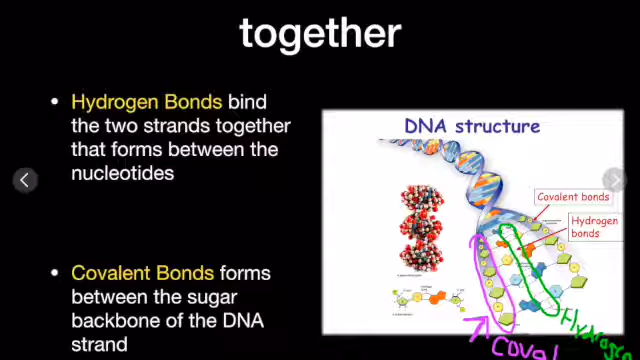 together
• Hydrogen Bonds bind
the two strands together
that forms between the
nucleotides
• Covalent Bonds forms
between the sugar
backbone of the DNA
strand
DNA structure
Covalent bonds
Hydrogen
bonds